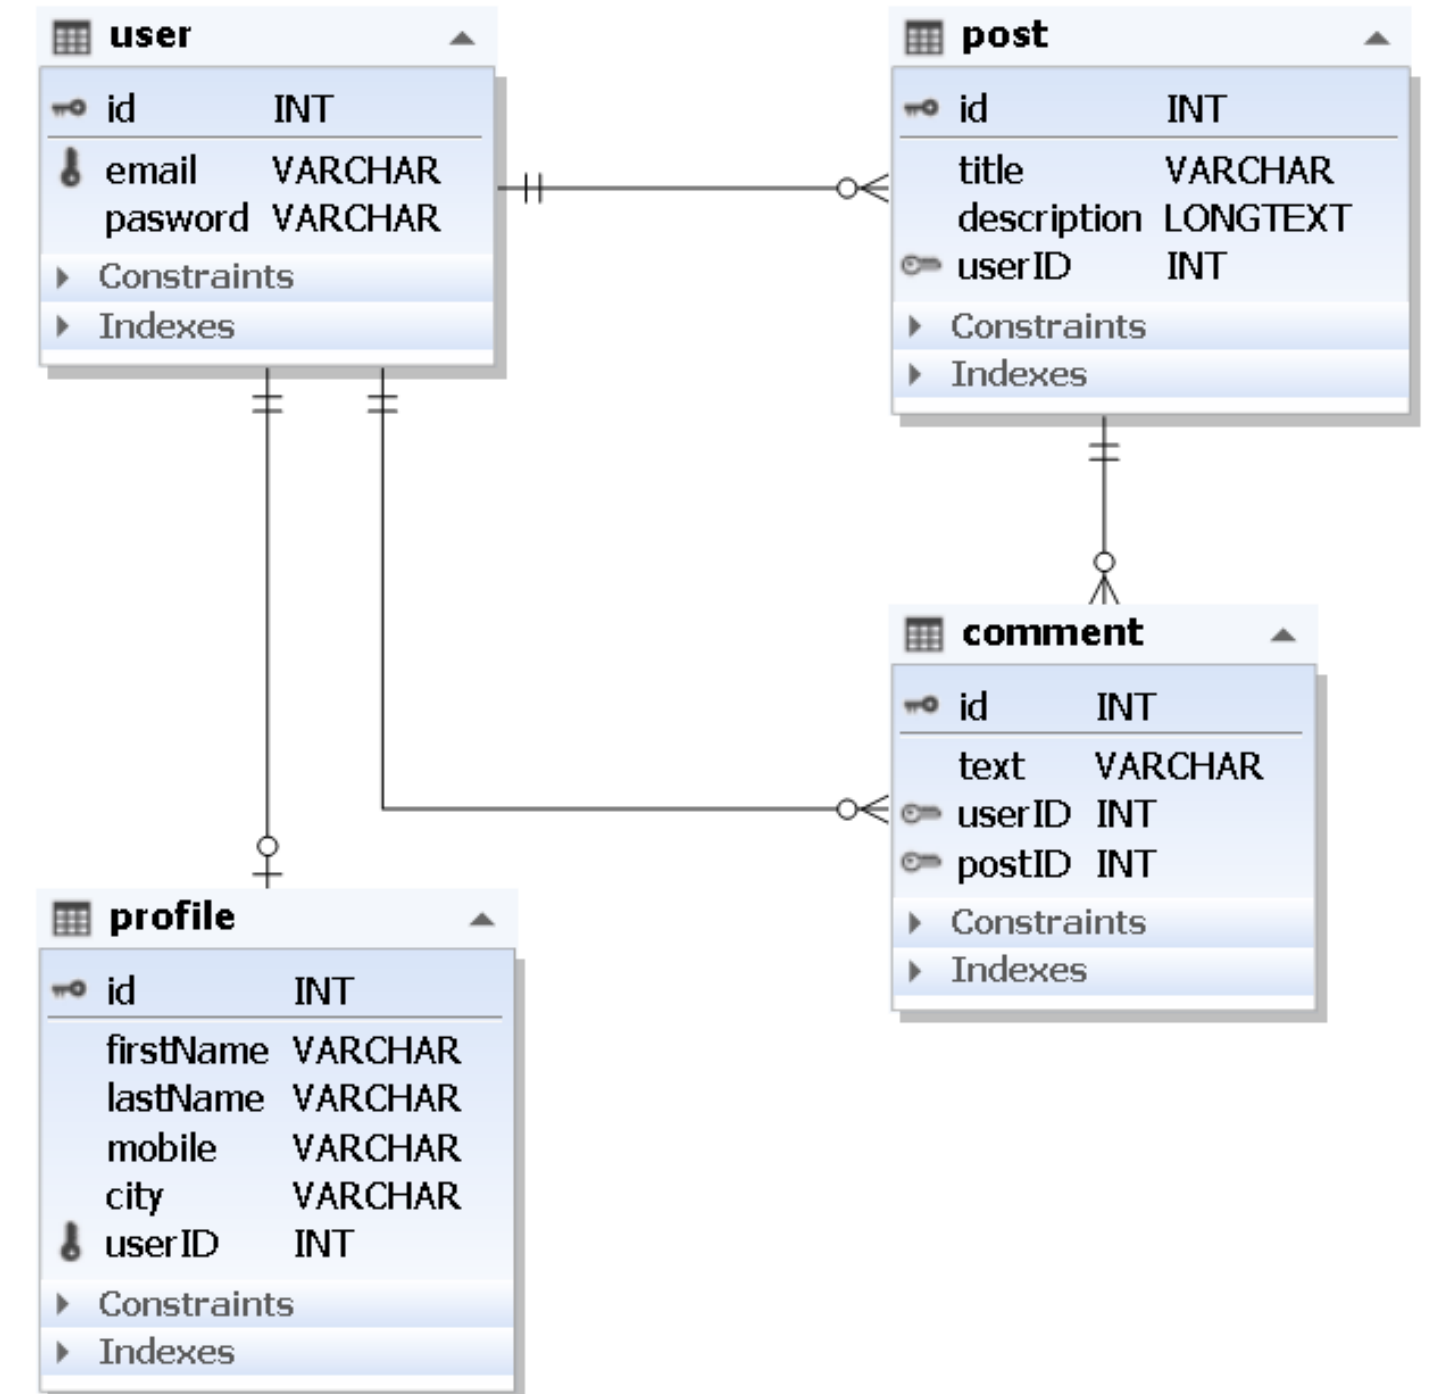 user
id INT
email VARCHAR
pasword VARCHAR
Constraints
Indexes
post
id INT
title VARCHAR
description LONGTEXT
userID INT
Constraints
Indexes
comment
id INT
text VARCHAR
userID INT
postID INT
Constraints
Indexes
profile
id INT
firstName VARCHAR
lastName VARCHAR
mobile VARCHAR
city VARCHAR
userID INT
Constraints
Indexes